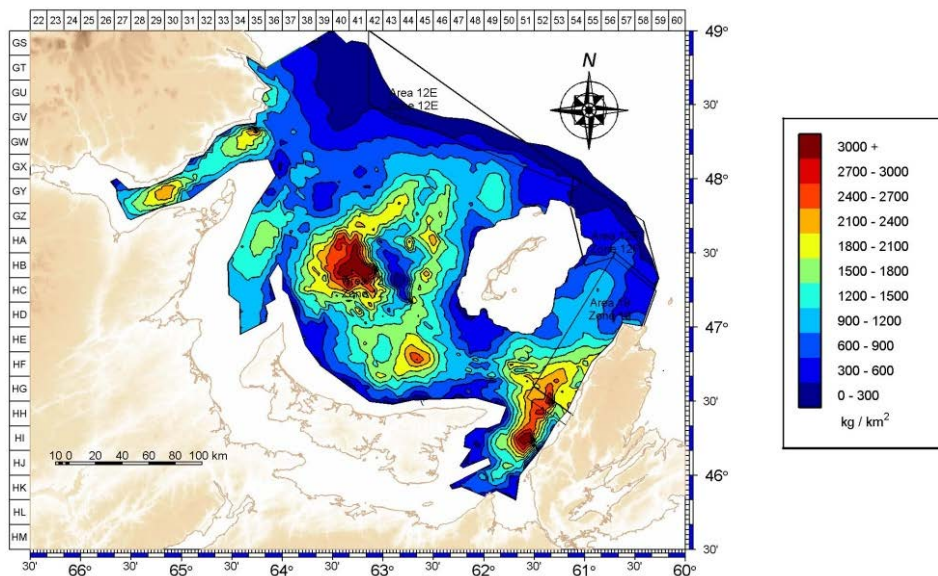 22 23 24 25 26 27 28 29 30 31 32 33 34 35 36 37 38 39 40 41 42 43 44 45 46 47 48 49 50 51 52 53 54 55 56 57 58 59 60
GS
49°
N
GT
Area 12E
GU
30'
GV
GW
GX
48°
GY
GZ
HA
30'
HB
HC
Area 19
HD
47°
HE
HF
HG
30'
HH
HI
10 0 20 40 60 80 100 km
HJ
46°
HK
HL
HM
30'
30' 66° 30' 65° 30' 64° 30' 63° 30' 62° 30' 61° 30' 60°
3000 +
2700 - 3000
2400 - 2700
2100 - 2400
1800 - 2100
1500 - 1800
1200 - 1500
900 - 1200
600 - 900
300 - 600
0 - 300
kg / km²